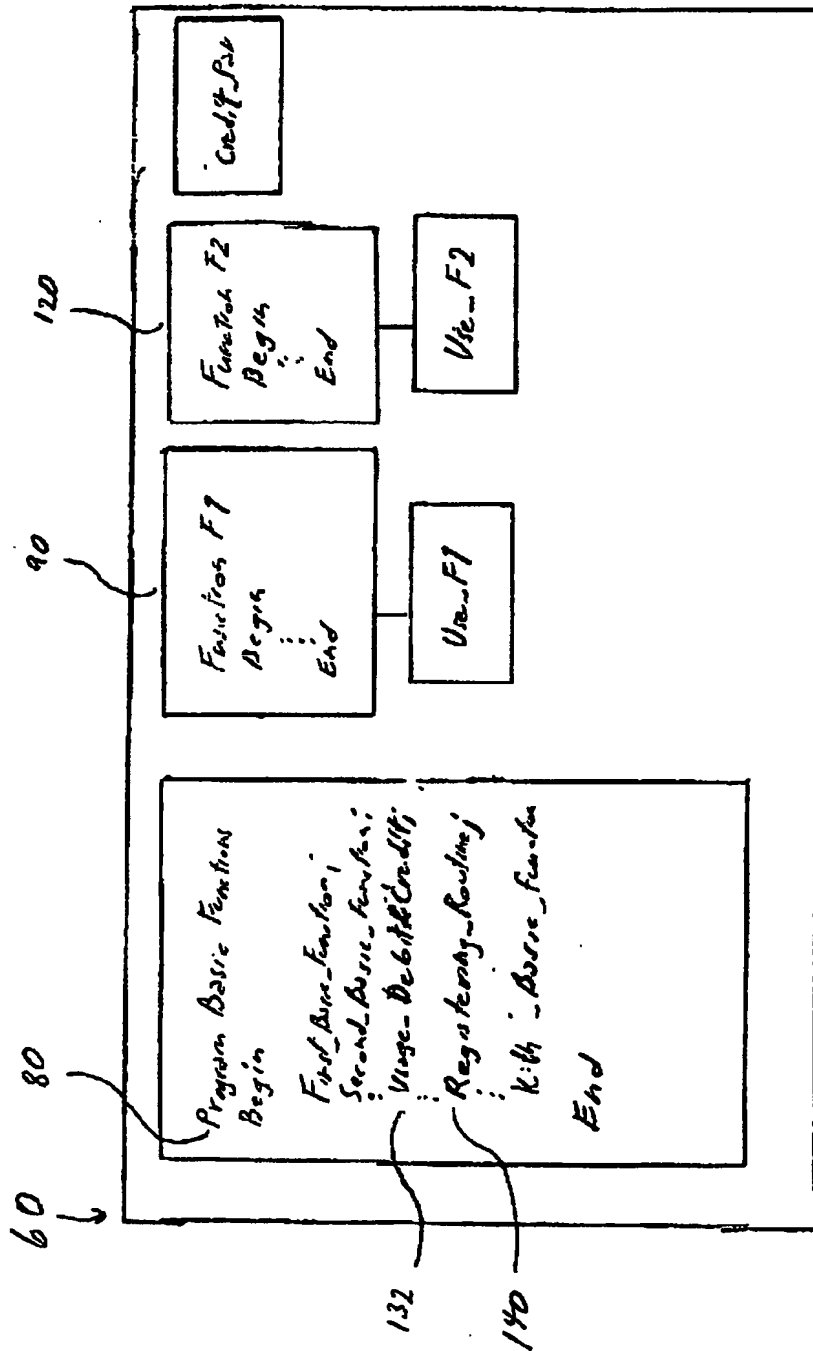 60
80
Program Basic Functions
Begin
First_Basic_Function;
Second_Basic_Function;
:
Usage_Debit&Credit;
:
Registering_Routine;
:
K-th_Basic_Function
End
132
140
90
Function F1
Begin
:
End
Use_F1
120
Function F2
Begin
:
End
Use_F2